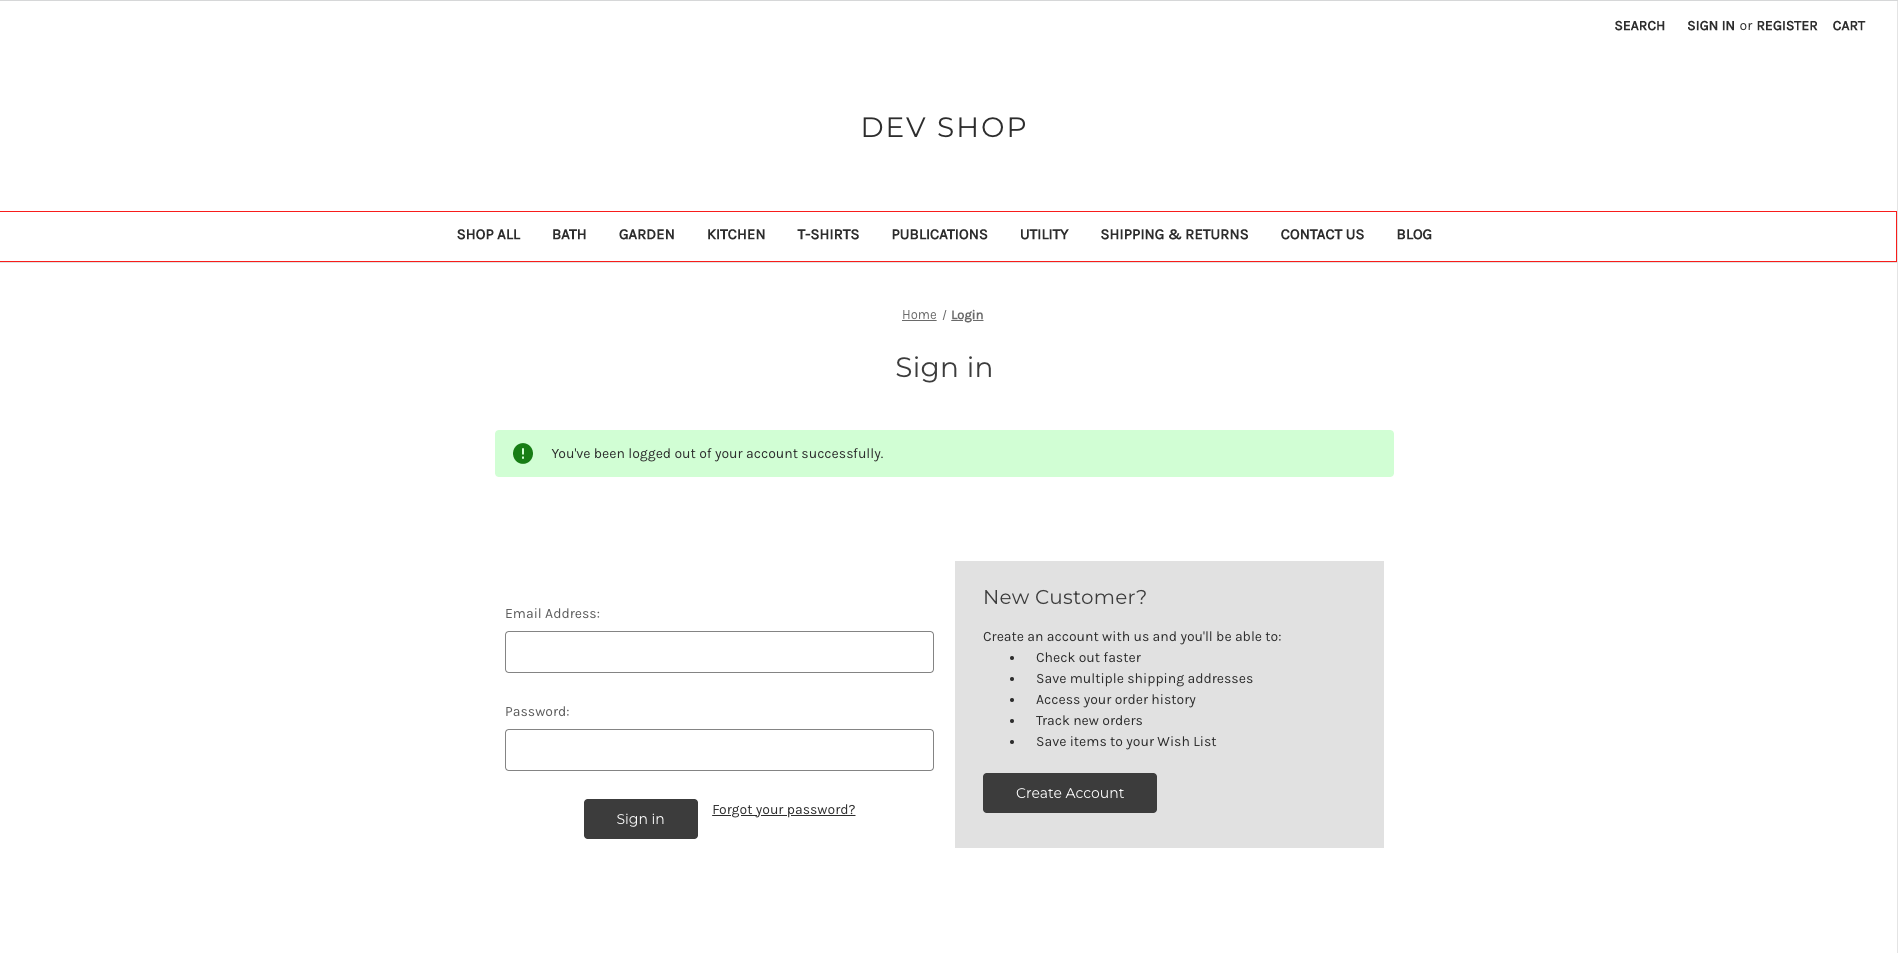 SEARCH SIGN IN or REGISTER CART
DEV SHOP
SHOP ALL BATH GARDEN KITCHEN T-SHIRTS PUBLICATIONS UTILITY SHIPPING & RETURNS CONTACT US BLOG
Home / Login
Sign in
You've been logged out of your account successfully.
Email Address:
Password:
Sign in Forgot your password?
New Customer?
Create an account with us and you'll be able to:
• Check out faster
• Save multiple shipping addresses
• Access your order history
• Track new orders
• Save items to your Wish List
Create Account